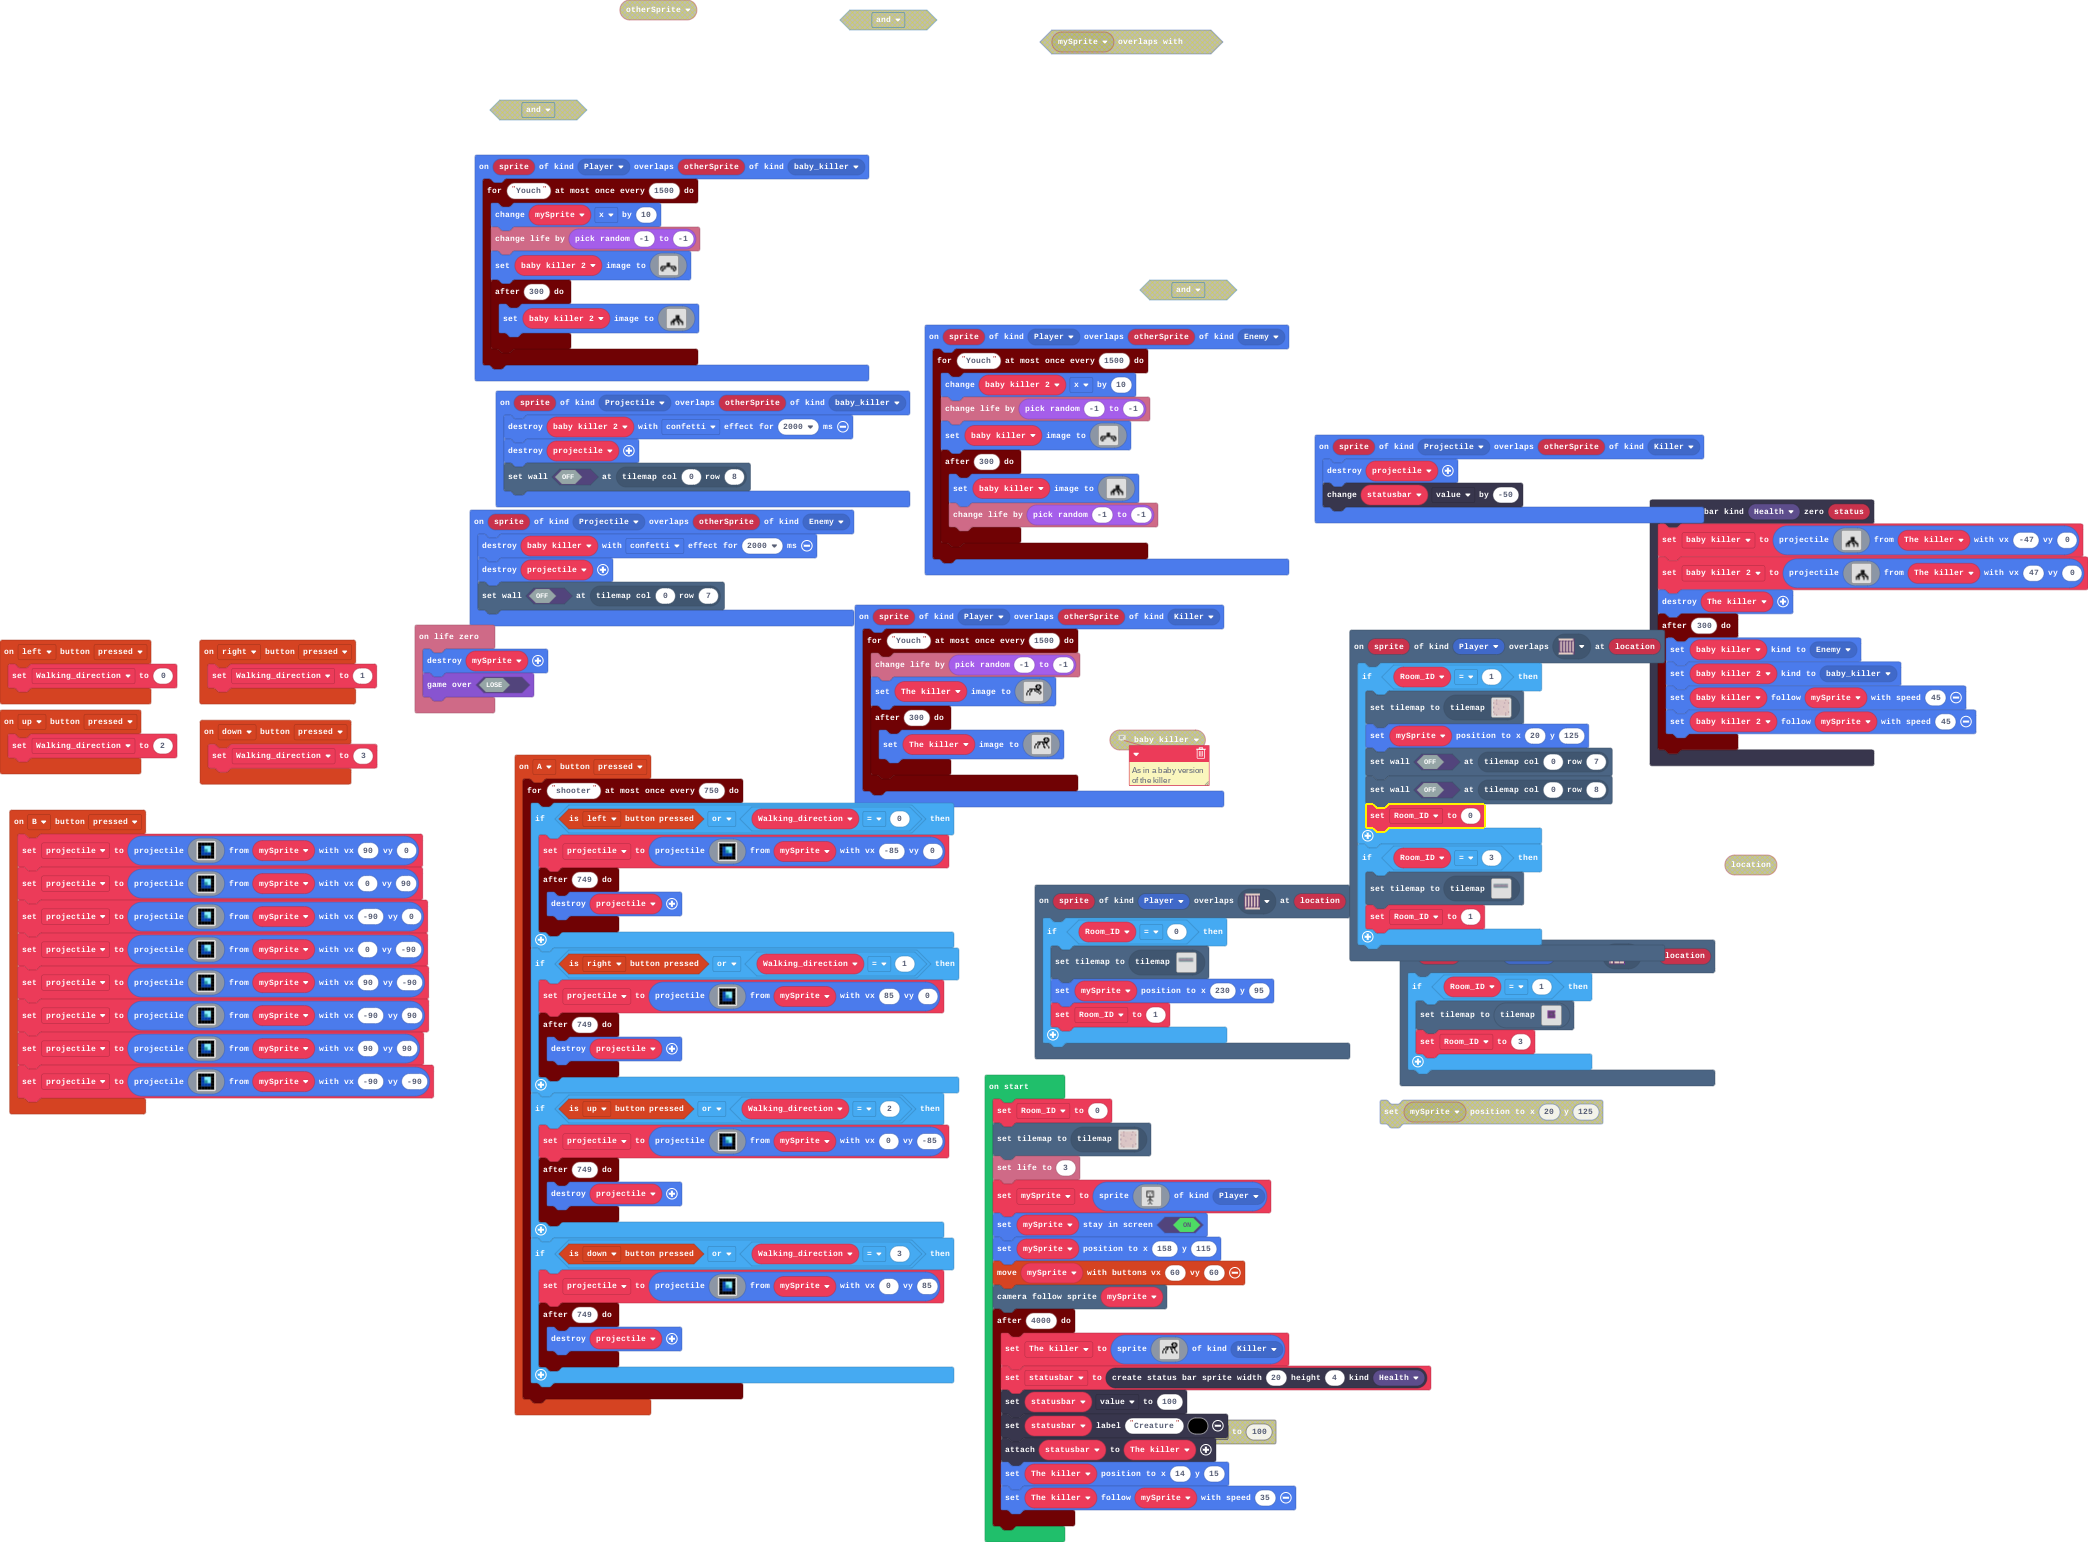 otherSprite
and
mySprite overlaps with
and
on sprite of kind Player overlaps otherSprite of kind baby_killer
for "Youch" at most once every 1500 do
change mySprite x by 10
change life by pick random -1 to -1
set baby killer 2 image to
after 300 do
set baby killer 2 image to
and
on sprite of kind Projectile overlaps otherSprite of kind baby_killer
destroy baby killer 2 with confetti effect for 2000 ms
destroy projectile
set wall OFF at tilemap col 0 row 8
on sprite of kind Projectile overlaps otherSprite of kind Enemy
destroy baby killer with confetti effect for 2000 ms
destroy projectile
set wall OFF at tilemap col 0 row 7
on sprite of kind Player overlaps otherSprite of kind Enemy
for "Youch" at most once every 1500 do
change baby killer 2 x by 10
change life by pick random -1 to -1
set baby killer image to
after 300 do
set baby killer image to
change life by pick random -1 to -1
on sprite of kind Projectile overlaps otherSprite of kind Killer
destroy projectile
change statusbar value by -50
bar kind Health zero status
set baby killer to projectile from The killer with vx -47 vy 0
set baby killer 2 to projectile from The killer with vx 47 vy 0
destroy The killer
after 300 do
set baby killer kind to Enemy
set baby killer 2 kind to baby_killer
set baby killer follow mySprite with speed 45
set baby killer 2 follow mySprite with speed 45
on life zero
destroy mySprite
game over LOSE
on left button pressed
set Walking_direction to 0
on right button pressed
set Walking_direction to 1
on up button pressed
set Walking_direction to 2
on down button pressed
set Walking_direction to 3
on sprite of kind Player overlaps otherSprite of kind Killer
for "Youch" at most once every 1500 do
change life by pick random -1 to -1
set The killer image to
after 300 do
set The killer image to
baby killer
As in a baby version
of the killer
on sprite of kind Player overlaps at location
if Room_ID = 1 then
set tilemap to tilemap
set mySprite position to x 20 y 125
set wall OFF at tilemap col 0 row 7
set wall OFF at tilemap col 0 row 8
set Room_ID to 0
if Room_ID = 3 then
set tilemap to tilemap
set Room_ID to 1
location
on B button pressed
set projectile to projectile from mySprite with vx 90 vy 0
set projectile to projectile from mySprite with vx 0 vy 90
set projectile to projectile from mySprite with vx -90 vy 0
set projectile to projectile from mySprite with vx 0 vy -90
set projectile to projectile from mySprite with vx 90 vy -90
set projectile to projectile from mySprite with vx -90 vy 90
set projectile to projectile from mySprite with vx 90 vy 90
set projectile to projectile from mySprite with vx -90 vy -90
on A button pressed
for "shooter" at most once every 750 do
if is left button pressed or Walking_direction = 0 then
set projectile to projectile from mySprite with vx -85 vy 0
after 749 do
destroy projectile
if is right button pressed or Walking_direction = 1 then
set projectile to projectile from mySprite with vx 85 vy 0
after 749 do
destroy projectile
if is up button pressed or Walking_direction = 2 then
set projectile to projectile from mySprite with vx 0 vy -85
after 749 do
destroy projectile
if is down button pressed or Walking_direction = 3 then
set projectile to projectile from mySprite with vx 0 vy 85
after 749 do
destroy projectile
on sprite of kind Player overlaps at location
if Room_ID = 0 then
set tilemap to tilemap
set mySprite position to x 230 y 95
set Room_ID to 1
location
if Room_ID = 1 then
set tilemap to tilemap
set Room_ID to 3
set mySprite position to x 20 y 125
on start
set Room_ID to 0
set tilemap to tilemap
set life to 3
set mySprite to sprite of kind Player
set mySprite stay in screen ON
set mySprite position to x 158 y 115
move mySprite with buttons vx 60 vy 60
camera follow sprite mySprite
after 4000 do
set The killer to sprite of kind Killer
set statusbar to create status bar sprite width 20 height 4 kind Health
set statusbar value to 100
set statusbar label "Creature"
to 100
attach statusbar to The killer
set The killer position to x 14 y 15
set The killer follow mySprite with speed 35